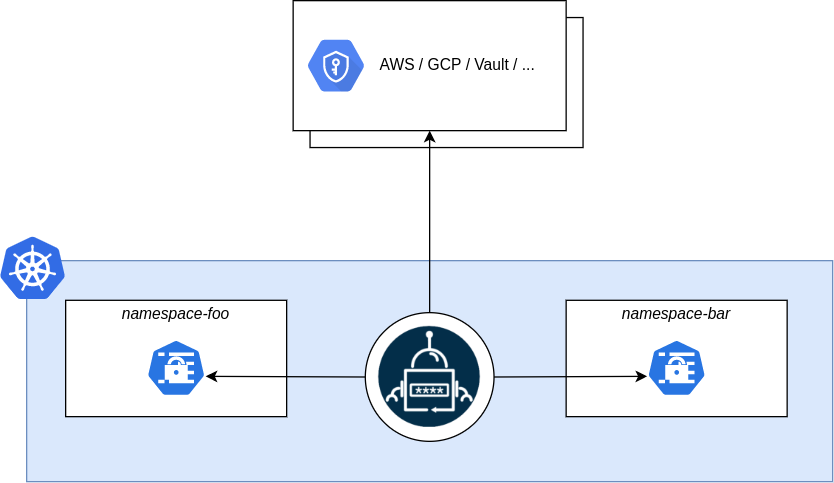 AWS / GCP / Vault / ...
namespace-foo
namespace-bar
****